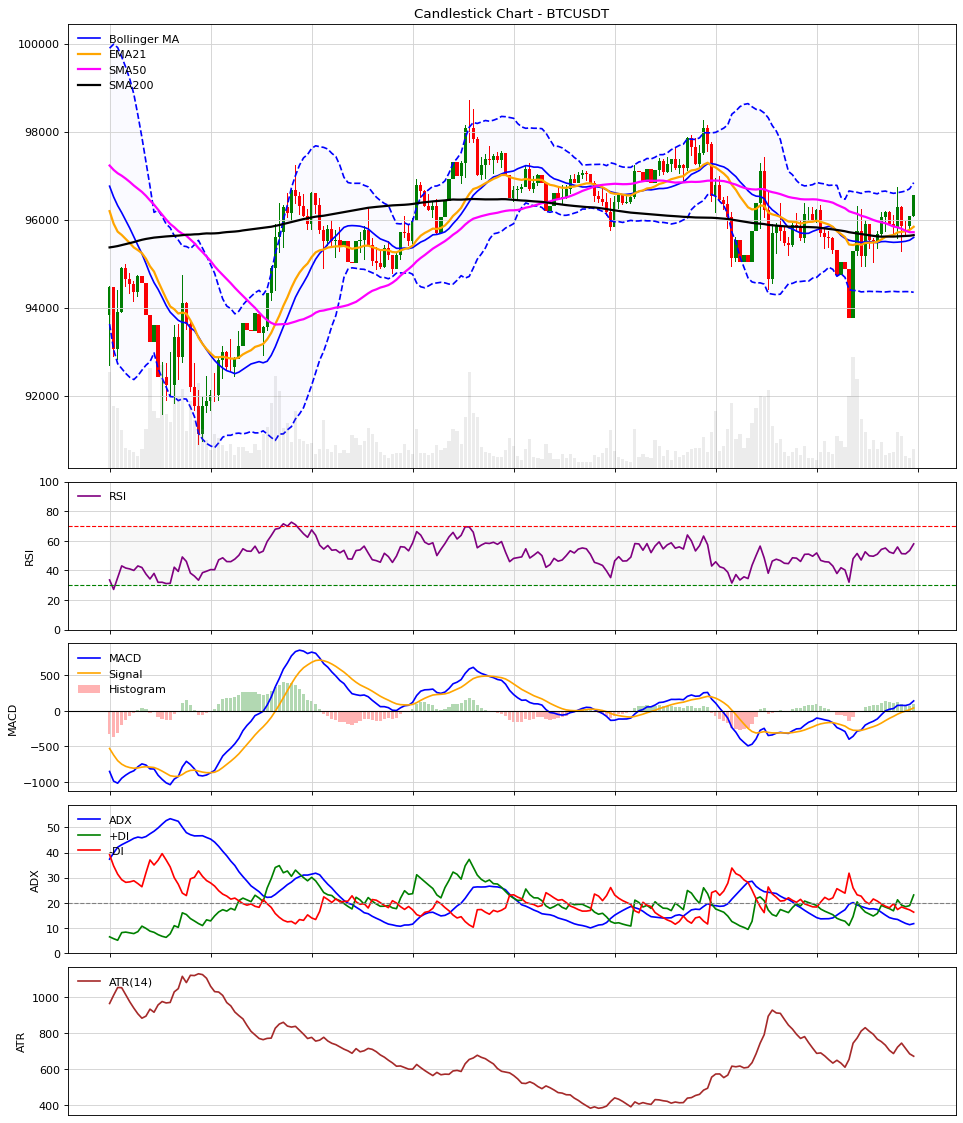 Candlestick Chart - BTCUSDT
Bollinger MA
EMA21
SMA50
SMA200
100000
98000
96000
94000
92000
RSI
RSI
100
80
60
40
20
0
MACD
Signal
Histogram
MACD
500
0
−500
−1000
ADX
+DI
-DI
ADX
50
40
30
20
10
0
ATR(14)
ATR
1000
800
600
400